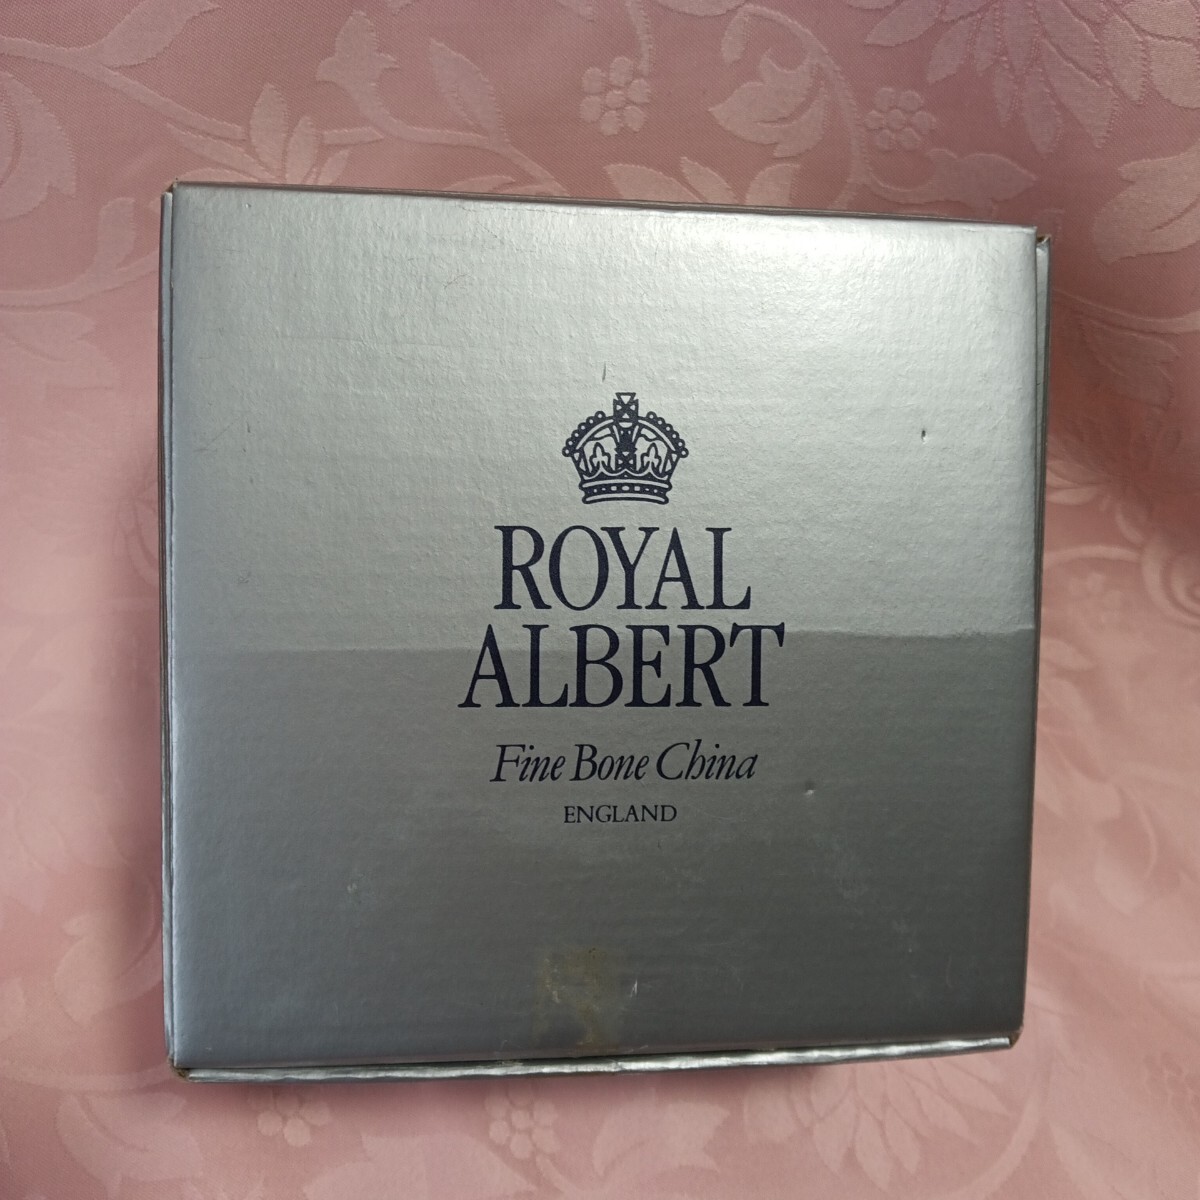 ROYAL
ALBERT
Fine Bone China
ENGLAND